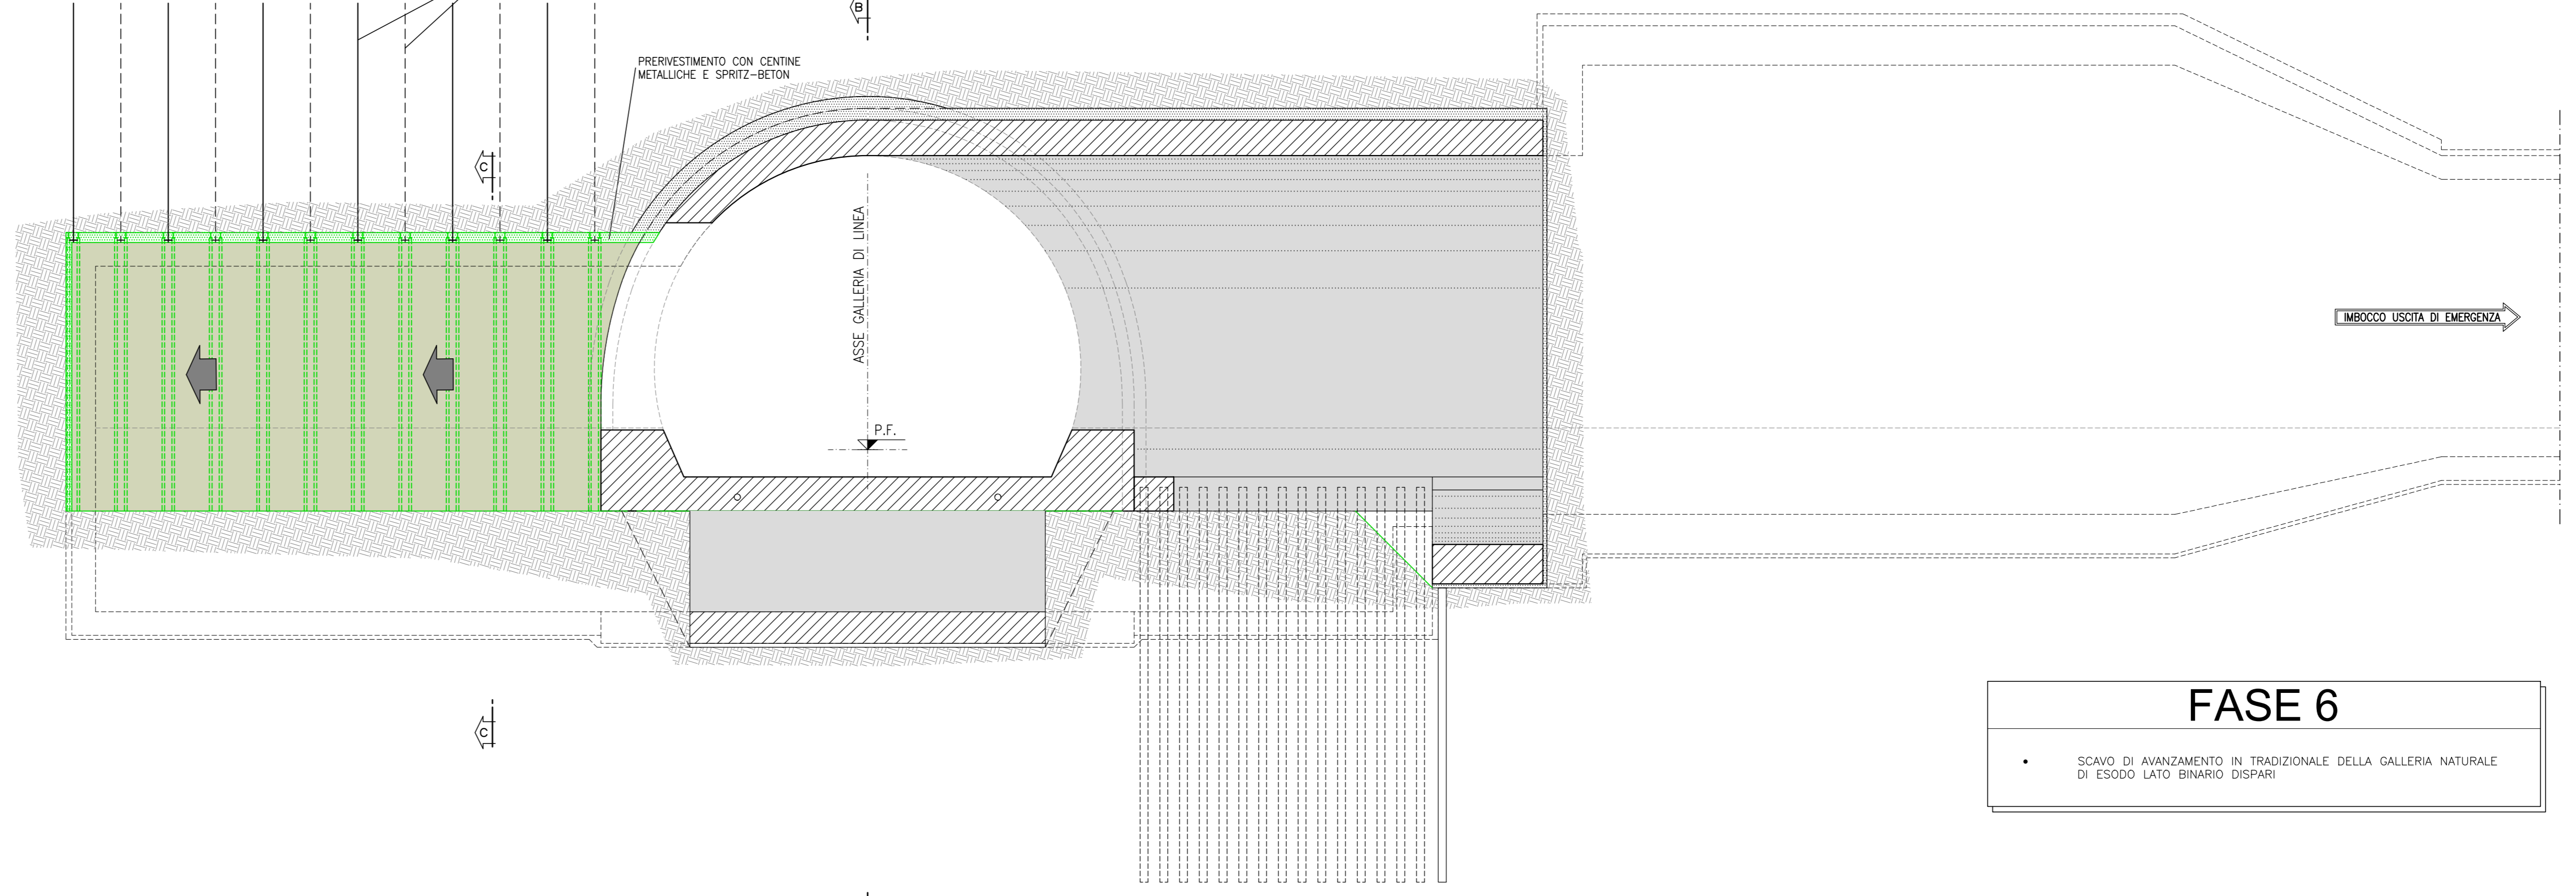 B
PRERIVESTIMENTO CON CENTINE
METALLICHE E SPRITZ-BETON
C
ASSE GALLERIA DI LINEA
IMBOCCO USCITA DI EMERGENZA
P.F.
C
FASE 6
• SCAVO DI AVANZAMENTO IN TRADIZIONALE DELLA GALLERIA NATURALE
DI ESODO LATO BINARIO DISPARI